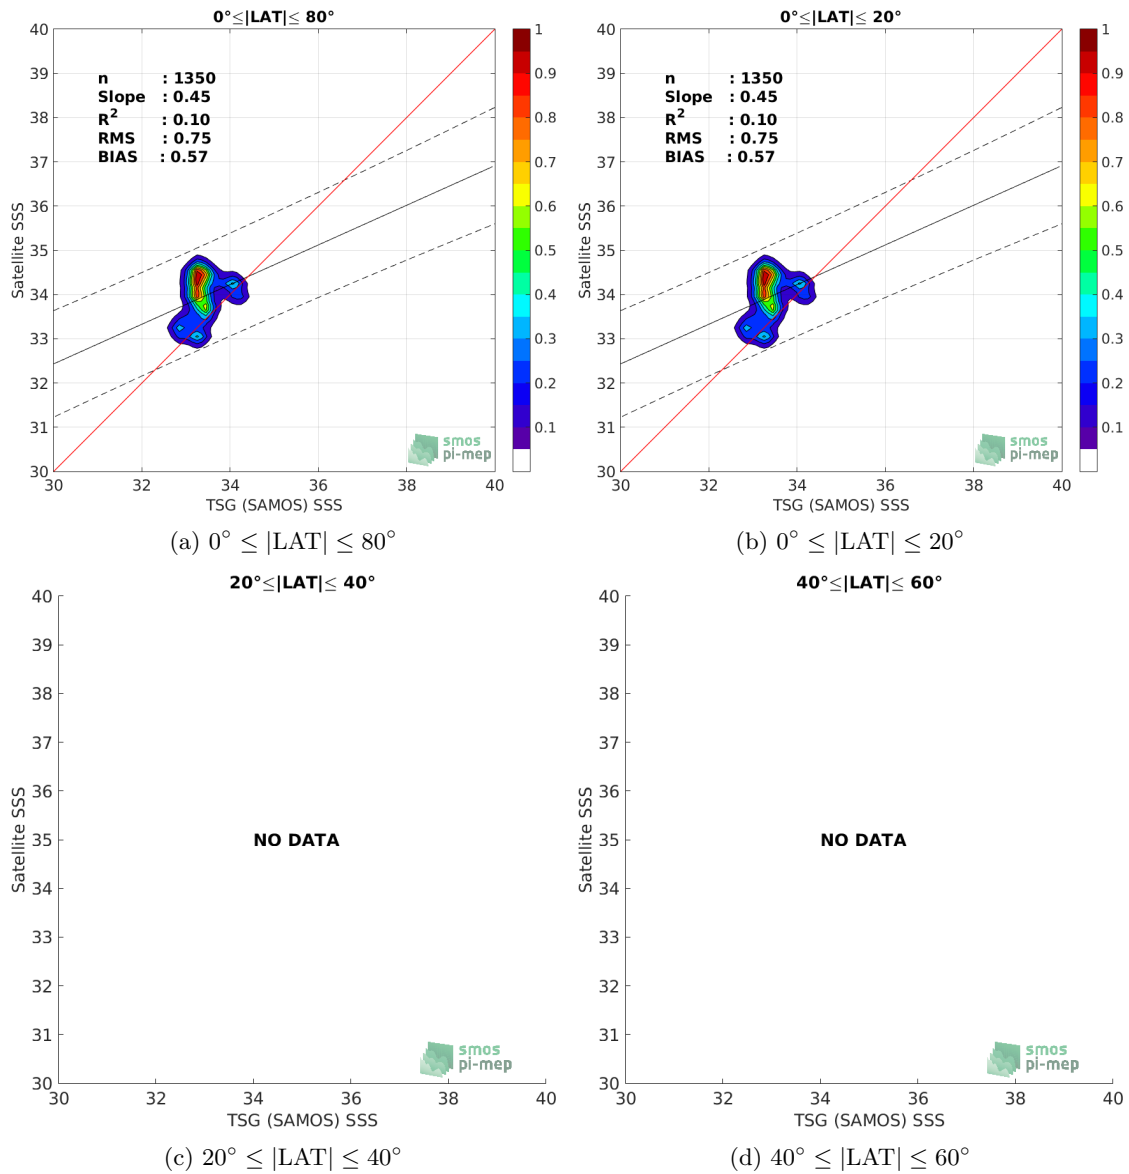 0°≤|LAT|≤ 80°
40
39
38
37
36
35
34
33
32
31
30
Satellite SSS
n : 1350
Slope : 0.45
R² : 0.10
RMS : 0.75
BIAS : 0.57
smos
pi-mep
30 32 34 36 38 40
TSG (SAMOS) SSS
1
0.9
0.8
0.7
0.6
0.5
0.4
0.3
0.2
0.1
(a) 0° ≤ |LAT| ≤ 80°
0°≤|LAT|≤ 20°
40
39
38
37
36
35
34
33
32
31
30
Satellite SSS
n : 1350
Slope : 0.45
R² : 0.10
RMS : 0.75
BIAS : 0.57
smos
pi-mep
30 32 34 36 38 40
TSG (SAMOS) SSS
1
0.9
0.8
0.7
0.6
0.5
0.4
0.3
0.2
0.1
(b) 0° ≤ |LAT| ≤ 20°
20°≤|LAT|≤ 40°
40
39
38
37
36
35
34
33
32
31
30
Satellite SSS
NO DATA
smos
pi-mep
30 32 34 36 38 40
TSG (SAMOS) SSS
(c) 20° ≤ |LAT| ≤ 40°
40°≤|LAT|≤ 60°
40
39
38
37
36
35
34
33
32
31
30
Satellite SSS
NO DATA
smos
pi-mep
30 32 34 36 38 40
TSG (SAMOS) SSS
(d) 40° ≤ |LAT| ≤ 60°